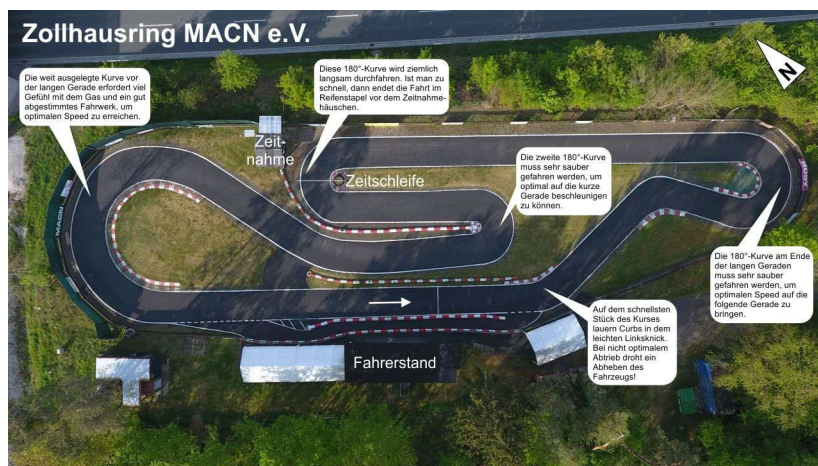 Zollhausring MACN e.V.
Die weit ausgelegte Kurve vor
der langen Gerade erfordert viel
Gefühl mit dem Gas und ein gut
abgestimmtes Fahrwerk, um
optimalen Speed zu erreichen.
Diese 180°-Kurve wird ziemlich
langsam durchfahren. Ist man zu
schnell, dann endet die Fahrt im
Reifenstapel vor dem Zeitnahme-
häuschen.
N
Zeit-
nahme
Zeitschleife
Die zweite 180°-Kurve
muss sehr sauber
gefahren werden, um
optimal auf die kurze
Gerade beschleunigen
zu können.
MACN
Die 180°-Kurve am Ende
der langen Geraden
muss sehr sauber
gefahren werden, um
optimalen Speed auf die
folgende Gerade zu
bringen.
Auf dem schnellsten
Stück des Kurses
lauern Curbs in dem
leichten Linksknick.
Bei nicht optimalem
Abtrieb droht ein
Abheben des
Fahrzeugs!
Fahrerstand